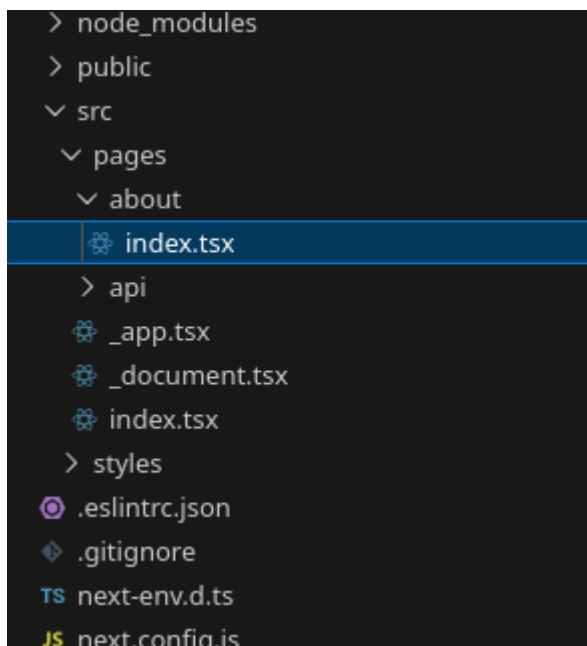 node_modules
public
src
pages
about
index.tsx
api
_app.tsx
_document.tsx
index.tsx
styles
.eslintrc.json
.gitignore
TS next-env.d.ts
JS next.config.js